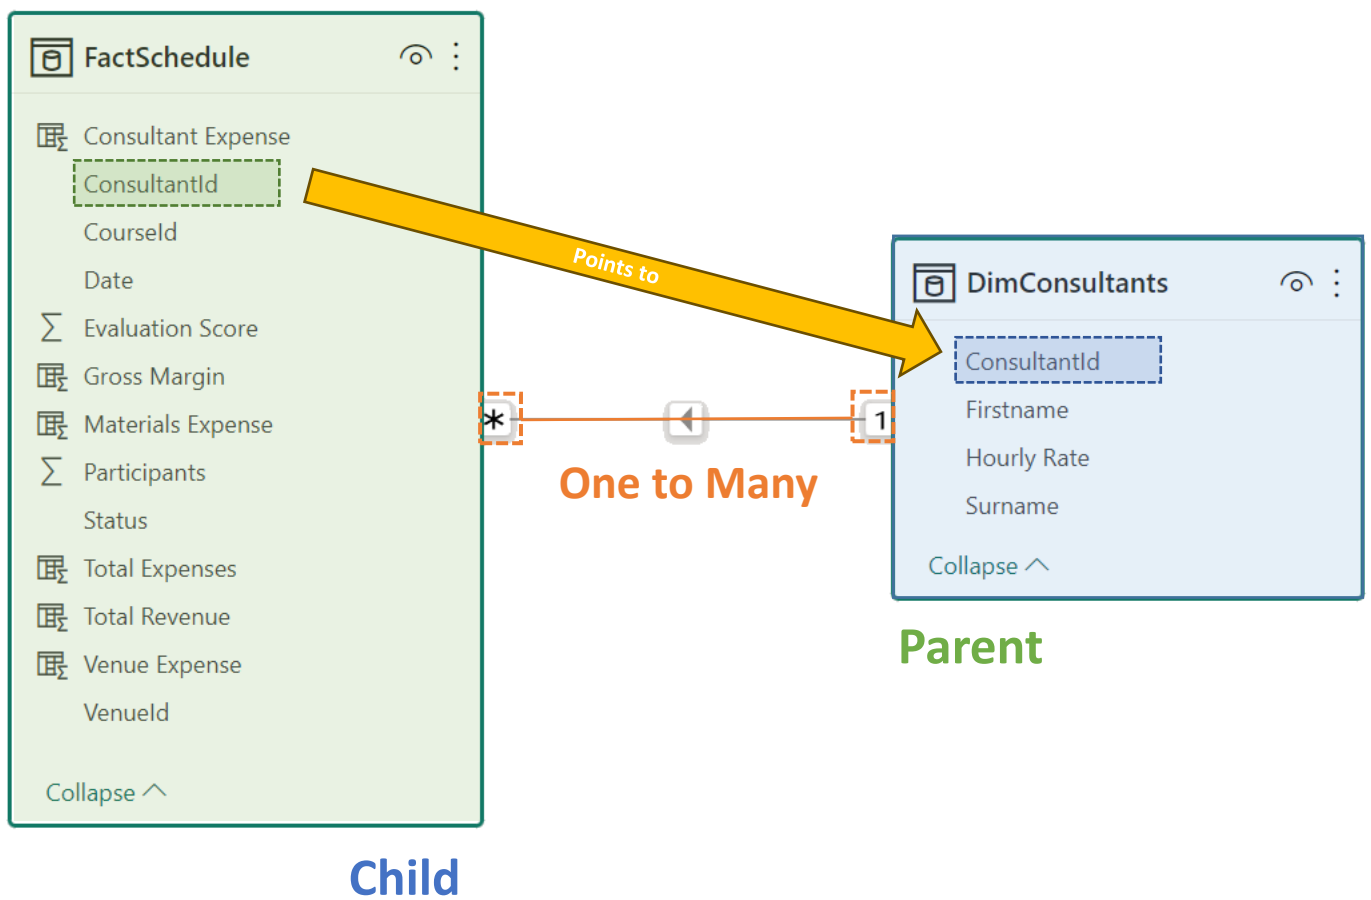 FactSchedule
Consultant Expense
ConsultantId
CourseId
Date
Evaluation Score
Gross Margin
Materials Expense
Participants
Status
Total Expenses
Total Revenue
Venue Expense
VenueId
Collapse
Child
Points to
* 1
One to Many
DimConsultants
ConsultantId
Firstname
Hourly Rate
Surname
Collapse
Parent